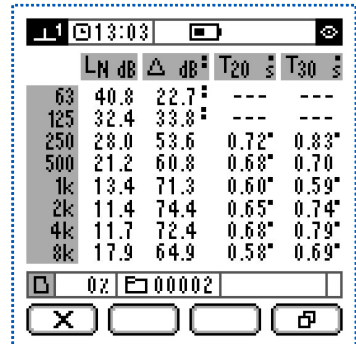 1 13:03
LN dB Δ dB T20 s T30 s
63 40.8 22.7 --- ---
125 32.4 33.8 --- ---
250 28.0 53.6 0.72 0.83
500 21.2 60.8 0.68 0.70
1k 13.4 71.3 0.60 0.59
2k 11.4 74.4 0.65 0.74
4k 11.7 72.4 0.68 0.79
8k 17.9 64.9 0.58 0.69
0% 00002
X